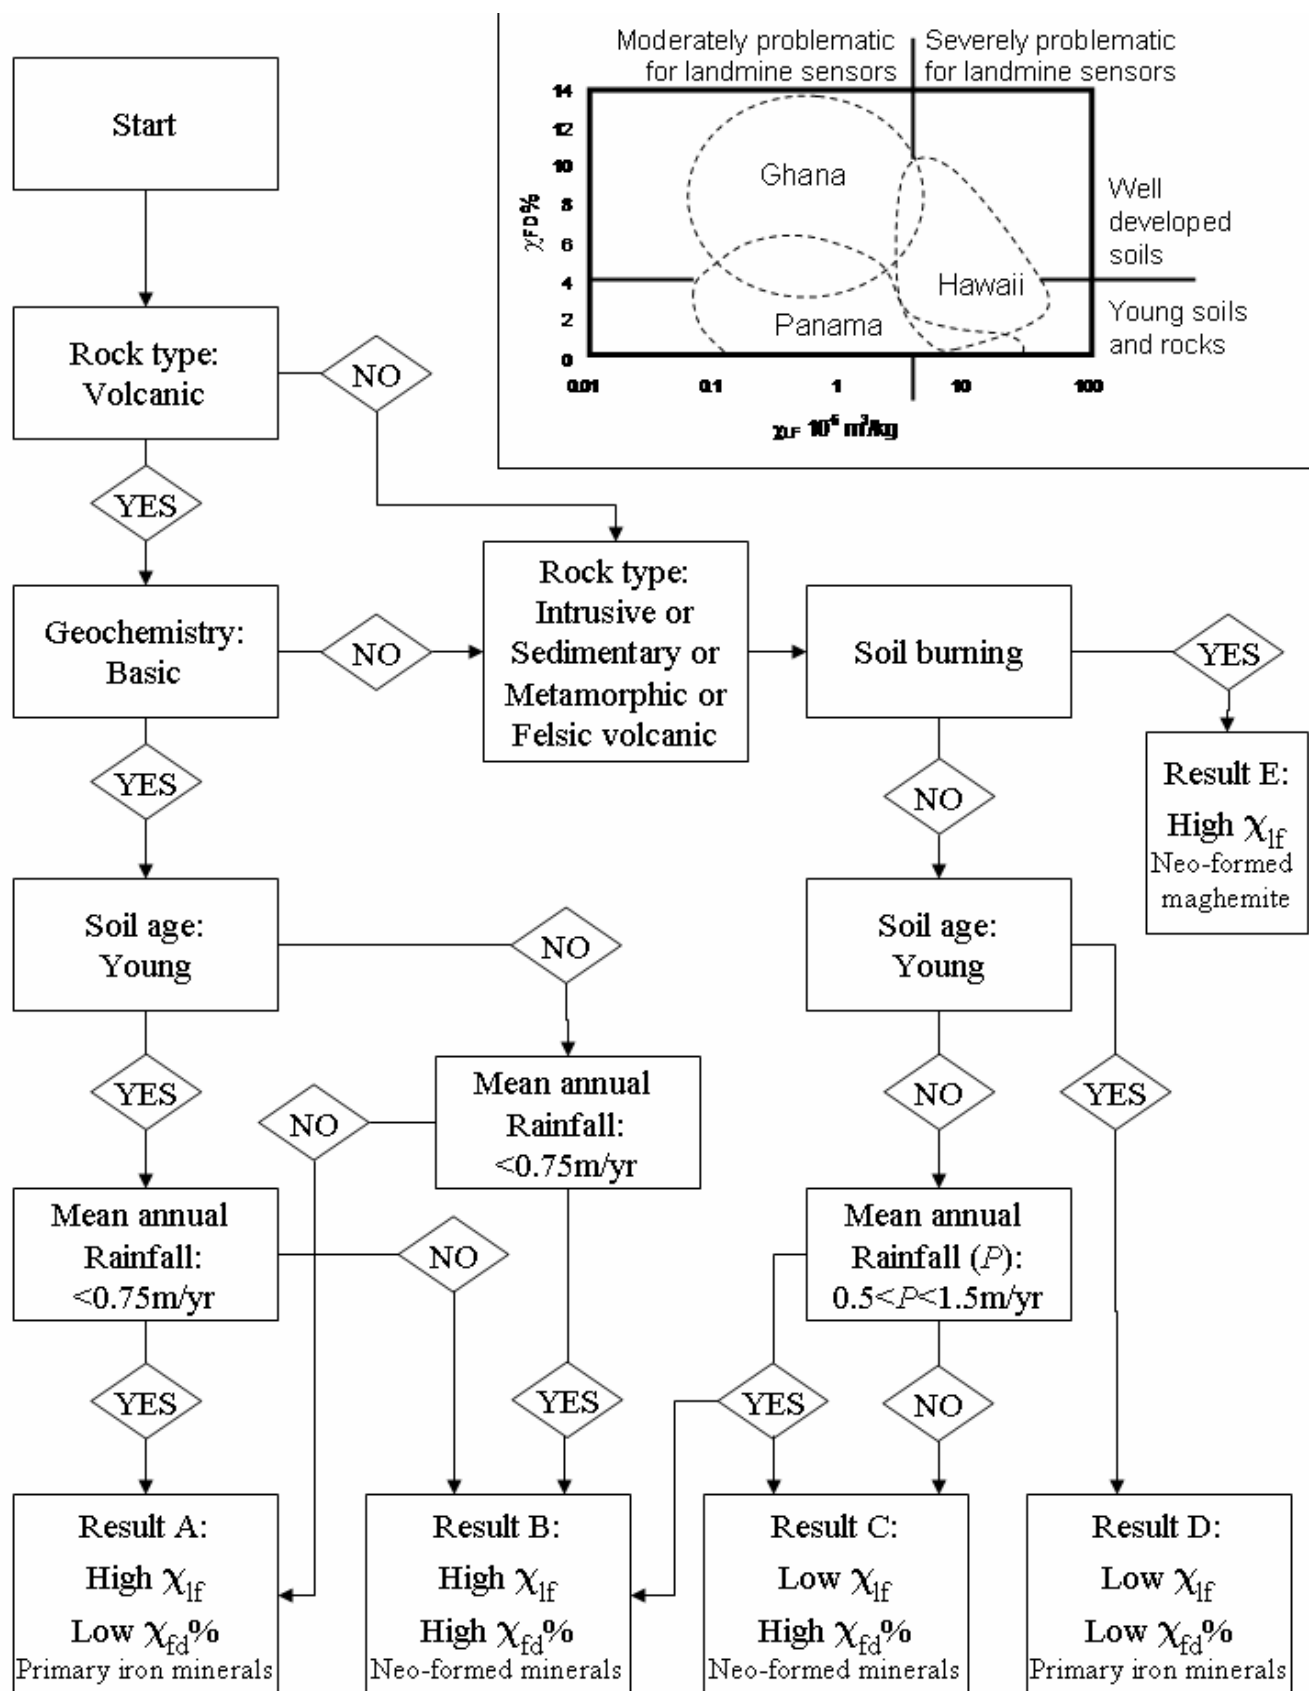 Moderately problematic
for landmine sensors
Severely problematic
for landmine sensors
14
12
10
8
6
4
2
0
χFD%
Ghana
Hawaii
Panama
Well
developed
soils
Young soils
and rocks
0.01
0.1
1
10
100
Start
Rock type:
Volcanic
NO
YES
Geochemistry:
Basic
NO
Rock type:
Intrusive or
Sedimentary or
Metamorphic or
Felsic volcanic
Soil burning
YES
Result E:
High χlf
Neo-formed
maghemite
YES
NO
Soil age:
Young
NO
Soil age:
Young
YES
Mean annual
Rainfall:
<0.75m/yr
NO
NO
YES
Mean annual
Rainfall:
<0.75m/yr
NO
Mean annual
Rainfall (P):
0.5<P<1.5m/yr
YES
YES
YES
NO
Result A:
High χlf
Low χfd%
Primary iron minerals
Result B:
High χlf
High χfd%
Neo-formed minerals
Result C:
Low χlf
High χfd%
Neo-formed minerals
Result D:
Low χlf
Low χfd%
Primary iron minerals